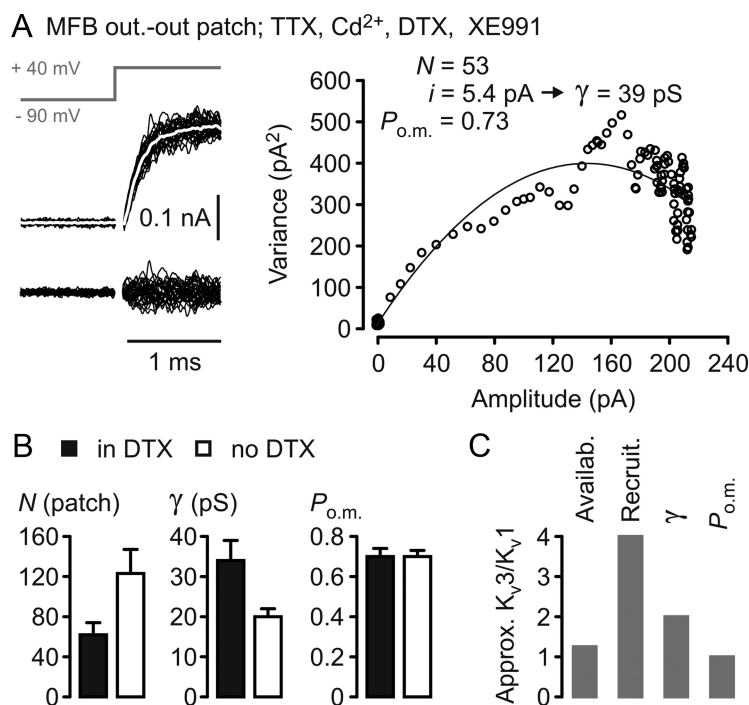 A MFB out.-out patch; TTX, Cd2+, DTX, XE991
+ 40 mV
- 90 mV
0.1 nA
1 ms
N = 53
i = 5.4 pA → γ = 39 pS
Po.m. = 0.73
Variance (pA2)
600
500
400
300
200
100
0
0 40 80 120 160 200 240
Amplitude (pA)
B in DTX no DTX
N (patch)
160
120
80
40
0
γ (pS)
40
30
20
10
0
Po.m.
0.8
0.6
0.4
0.2
0
C
Availab.
Recruit.
γ
Po.m.
Approx. Kv3/Kv1
4
3
2
1
0